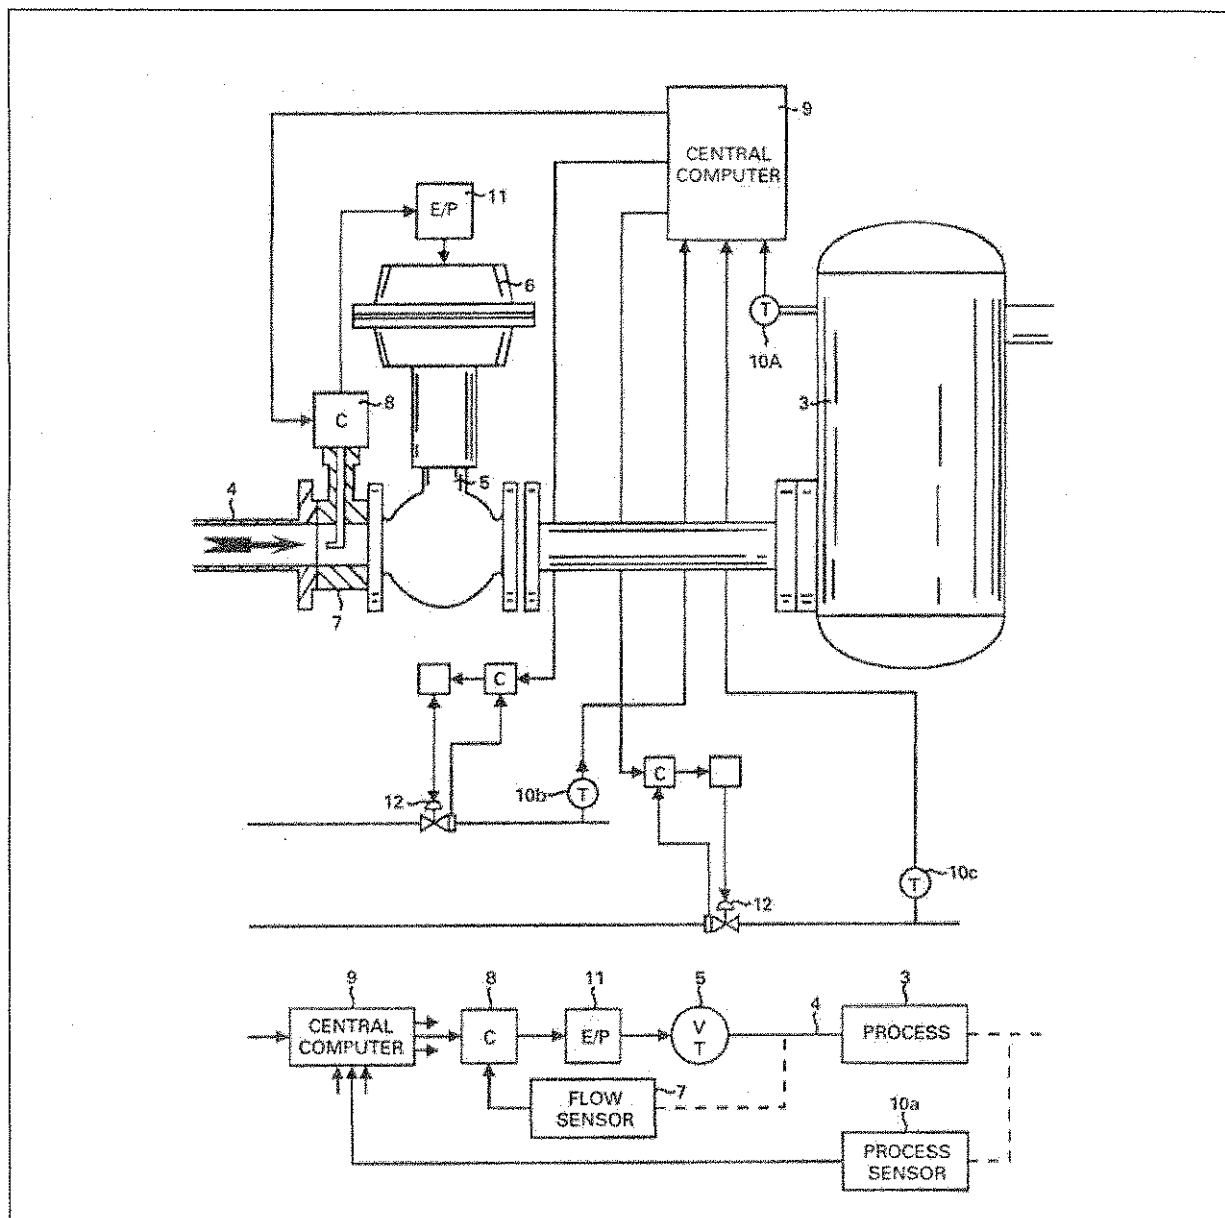 9
CENTRAL
COMPUTER
11
E/P
6
T
10A
8
C
3
4
5
7
C
10b
T
C
12
10c
T
12
9
8
11
5
3
4
CENTRAL
COMPUTER
C
E/P
V
T
PROCESS
7
FLOW
SENSOR
10a
PROCESS
SENSOR